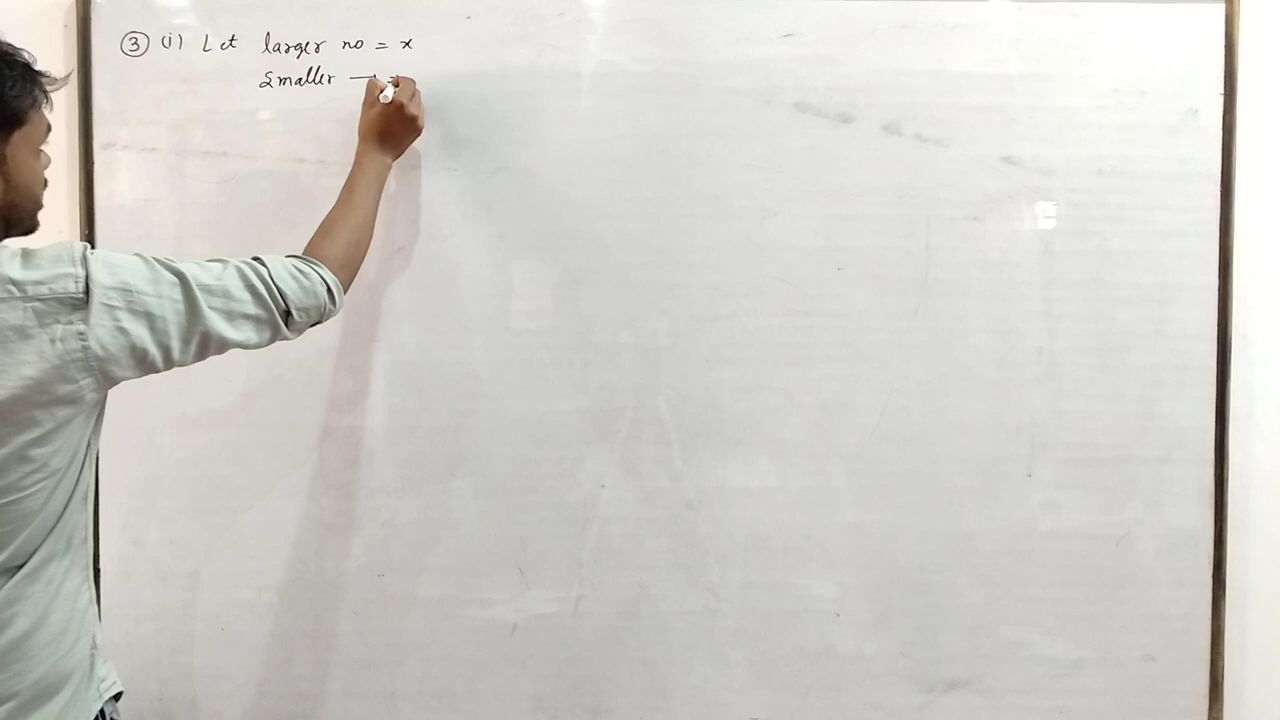 ③ (i) Let larger no = x
Smaller — =